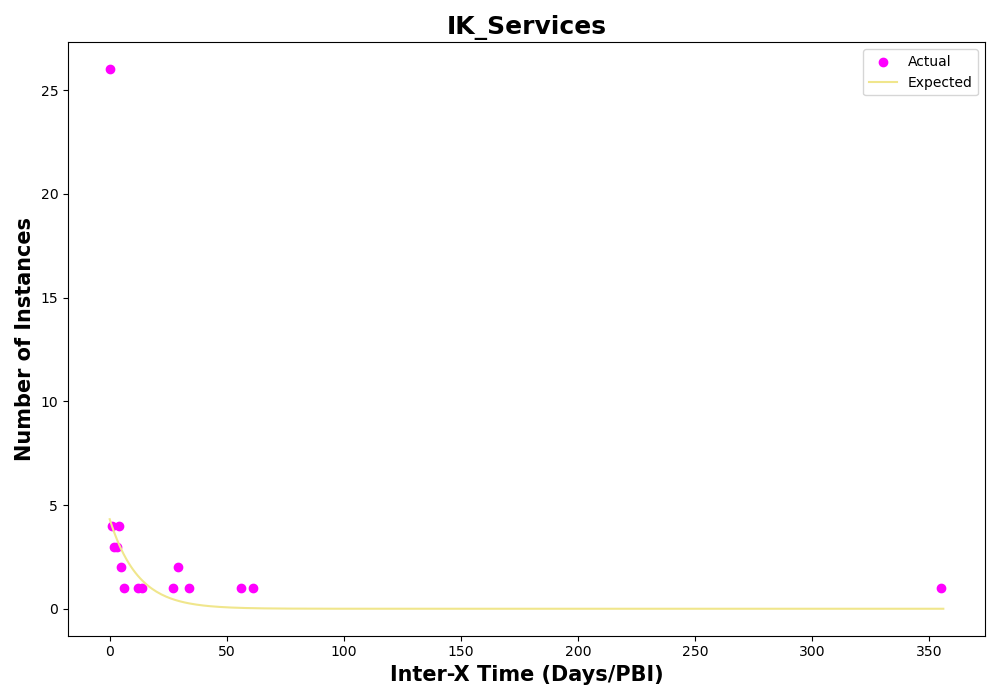 IK_Services
Actual
Expected
Number of Instances
25
20
15
10
5
0
0 50 100 150 200 250 300 350
Inter-X Time (Days/PBI)